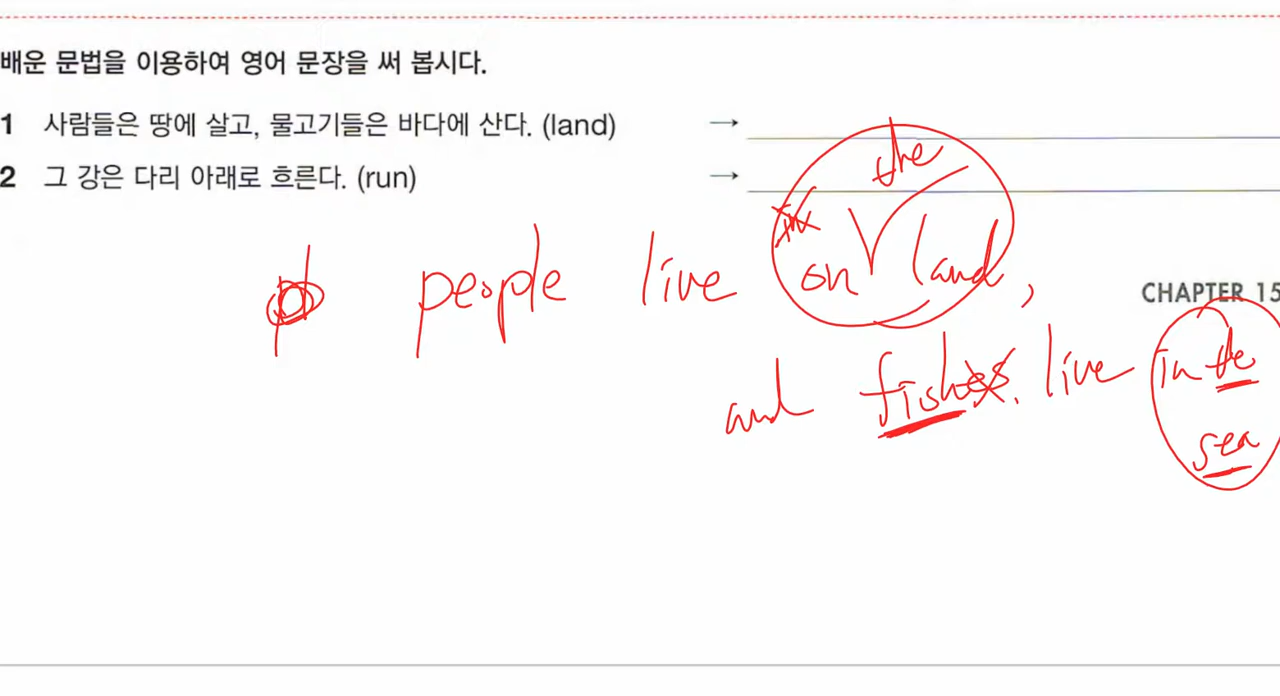 배운 문법을 이용하여 영어 문장을 써 봅시다.
1 사람들은 땅에 살고, 물고기들은 바다에 산다. (land) →
2 그 강은 다리 아래로 흐른다. (run) →
the
in
people live on land,
CHAPTER 15
and fishes. live in the
sea